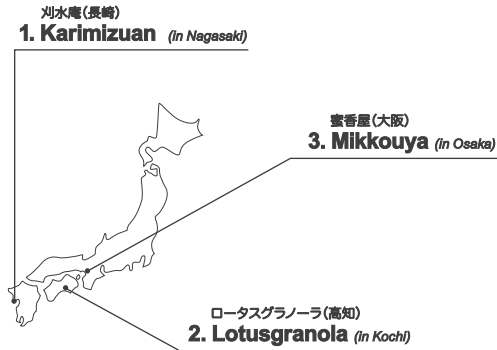 刈水庵(長崎)
1. Karimizuan (in Nagasaki)
蜜香屋(大阪)
3. Mikkouya (in Osaka)
ロータスグラノーラ(高知)
2. Lotusgranola (in Kochi)